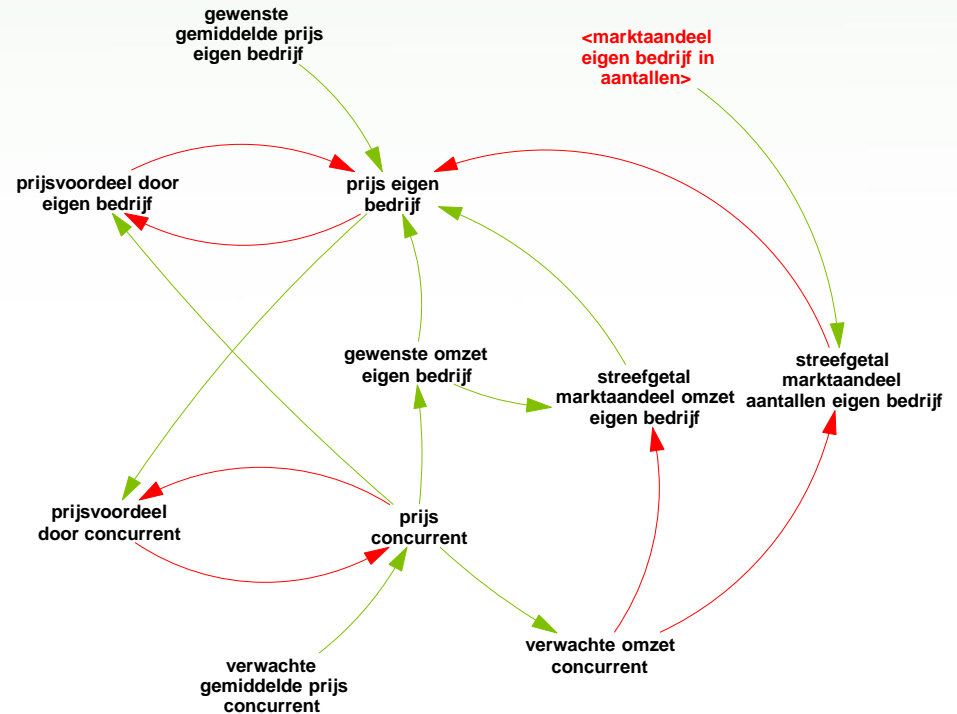 gewenste
gemiddelde prijs
eigen bedrijf
<marktaandeel
eigen bedrijf in
aantallen>
prijsvoordeel door
eigen bedrijf
prijs eigen
bedrijf
gewenste omzet
eigen bedrijf
streefgetal
marktaandeel omzet
eigen bedrijf
streefgetal
marktaandeel
aantallen eigen bedrijf
prijsvoordeel
door concurrent
prijs
concurrent
verwachte omzet
concurrent
verwachte
gemiddelde prijs
concurrent